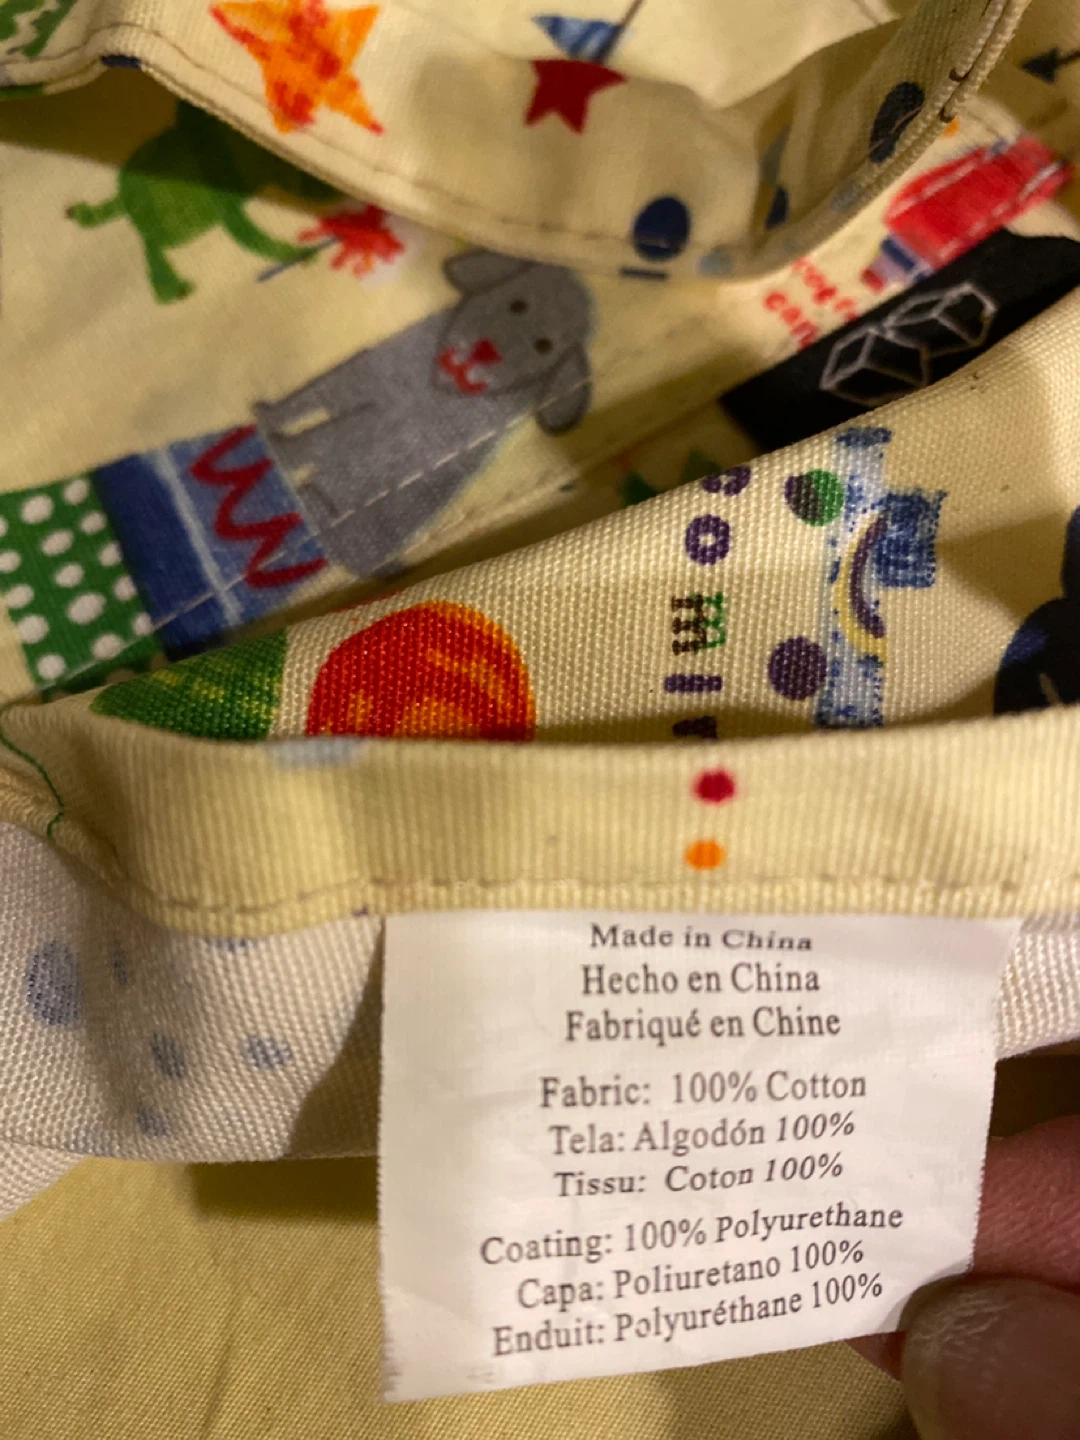 Made in China
Hecho en China
Fabriqué en Chine
Fabric: 100% Cotton
Tela: Algodón 100%
Tissu: Coton 100%
Coating: 100% Polyurethane
Capa: Poliuretano 100%
Enduit: Polyuréthane 100%